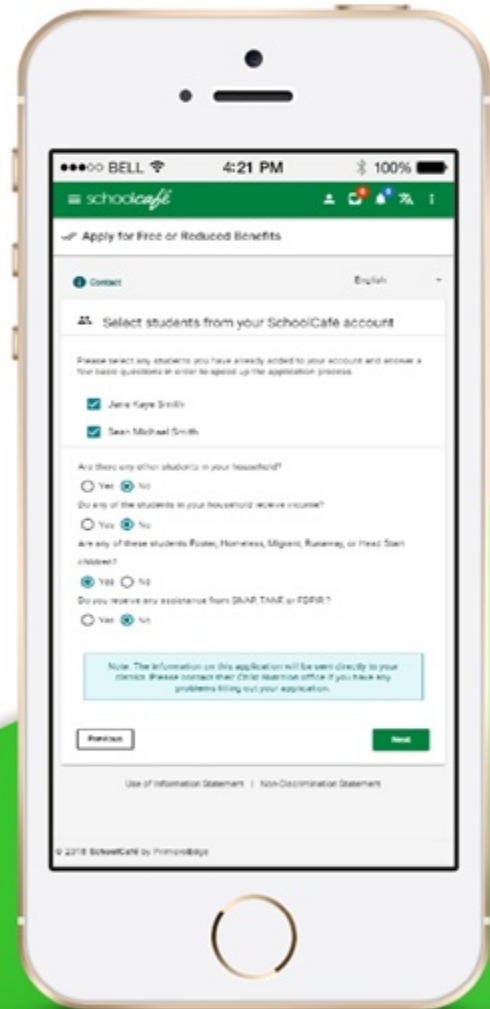 BELL 4:21 PM 100%
schoolcafé
Apply for Free or Reduced Benefits
Contact English
Select students from your SchoolCafé account
Please select any students you have already added to your account and answer a
few basic questions in order to speed up the application process.
Jane Kaye Smith
Sean Michael Smith
Are there any other students in your household?
Yes No
Do any of the students in your household receive income?
Yes No
Are any of these students Foster, Homeless, Migrant, Runaway, or Head Start
children?
Yes No
Do you receive any assistance from SNAP, TANF, or FDPIR?
Yes No
Note: The information on this application will be sent directly to your
district. Please contact their Child Nutrition office if you have any
problems filling out your application.
Previous Next
Use of Information Statement | Non-Discrimination Statement
© 2018 SchoolCafé by PrimeroEdge